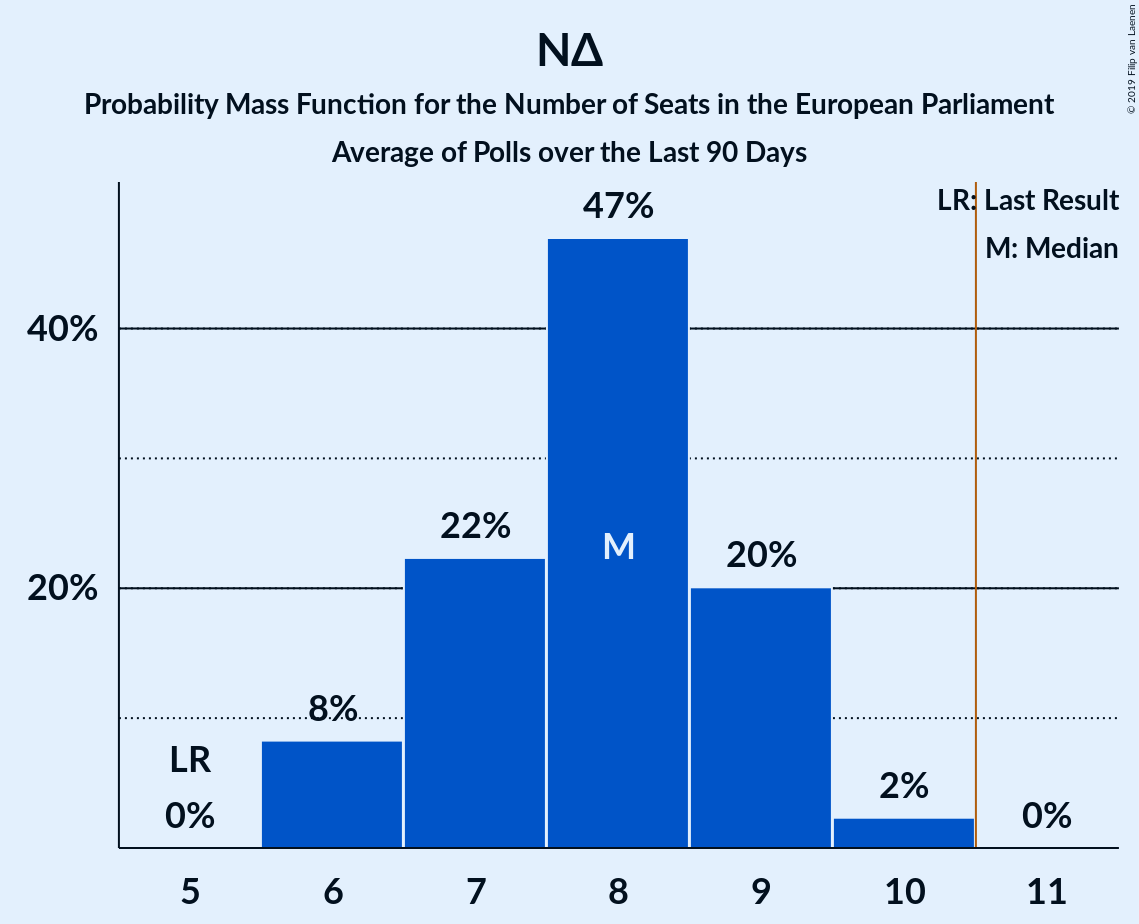 ΝΔ
Probability Mass Function for the Number of Seats in the European Parliament
Average of Polls over the Last 90 Days
© 2019 Filip van Laenen
LR: Last Result
M: Median
47%
40%
22%
M
20%
20%
8%
LR
0%
2%
0%
5 6 7 8 9 10 11